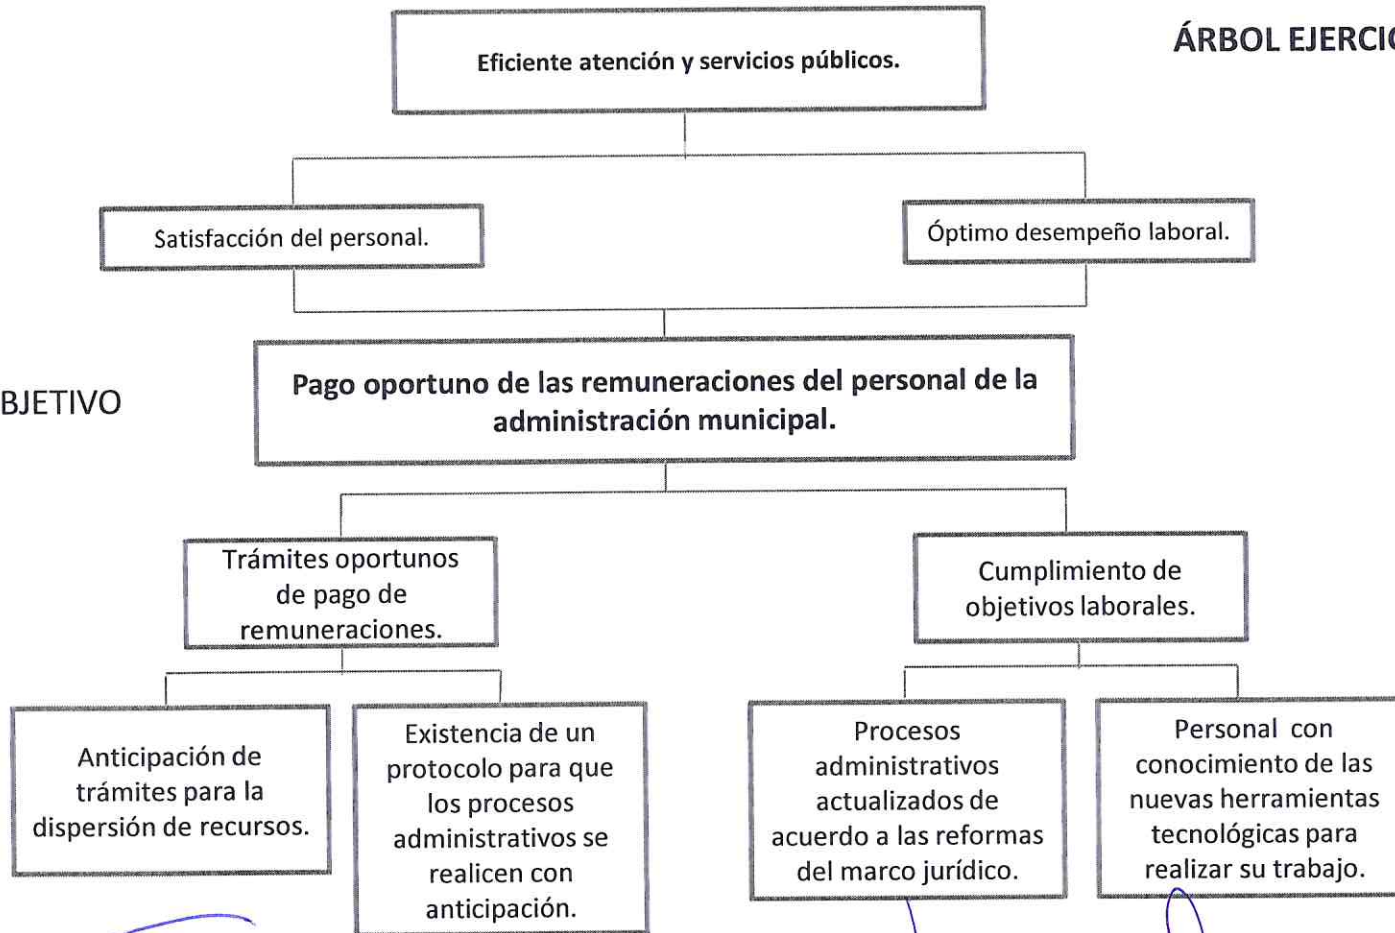 ÁRBOL EJERCI
Eficiente atención y servicios públicos.
Satisfacción del personal.
Óptimo desempeño laboral.
BJETIVO
Pago oportuno de las remuneraciones del personal de la
administración municipal.
Trámites oportunos
de pago de
remuneraciones.
Cumplimiento de
objetivos laborales.
Anticipación de
trámites para la
dispersión de recursos.
Existencia de un
protocolo para que
los procesos
administrativos se
realicen con
anticipación.
Procesos
administrativos
actualizados de
acuerdo a las reformas
del marco jurídico.
Personal con
conocimiento de las
nuevas herramientas
tecnológicas para
realizar su trabajo.